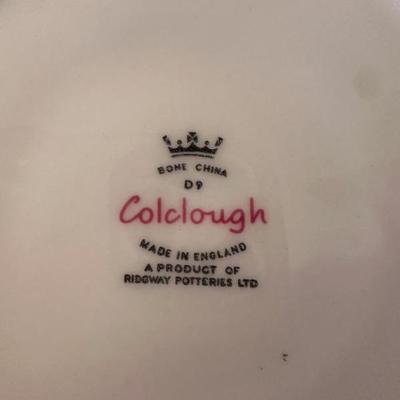 BONE CHINA
D9
Colclough
MADE IN ENGLAND
A PRODUCT OF
RIDGWAY POTTERIES LTD